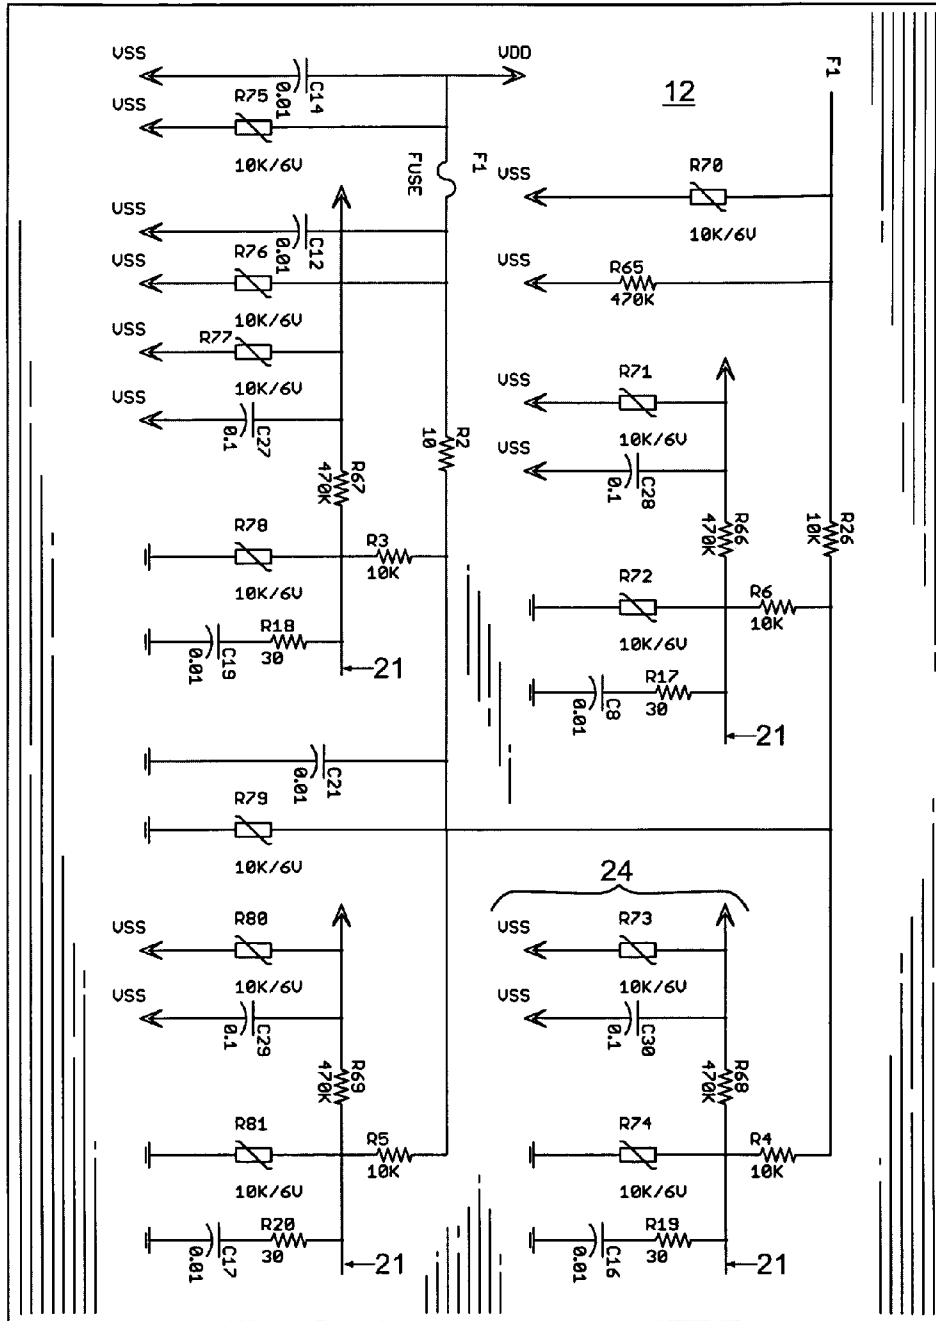 VSS
C14
0.01
VDD
F1
12
VSS
R75
10K/6V
FUSE
F1
VSS
R70
10K/6V
VSS
C12
0.01
VSS
R76
10K/6V
VSS
R65
470K
VSS
R77
10K/6V
VSS
R71
10K/6V
VSS
C27
0.1
R2
10
VSS
C28
0.1
R67
470K
R66
470K
R26
10K
R78
10K/6V
R3
10K
R72
10K/6V
R6
10K
C19
0.01
R18
30
21
C8
0.01
R17
30
21
C21
0.01
R79
10K/6V
24
VSS
R80
10K/6V
VSS
R73
10K/6V
VSS
C29
0.1
VSS
C30
0.1
R69
470K
R68
470K
R81
10K/6V
R5
10K
R74
10K/6V
R4
10K
C17
0.01
R20
30
21
C16
0.01
R19
30
21